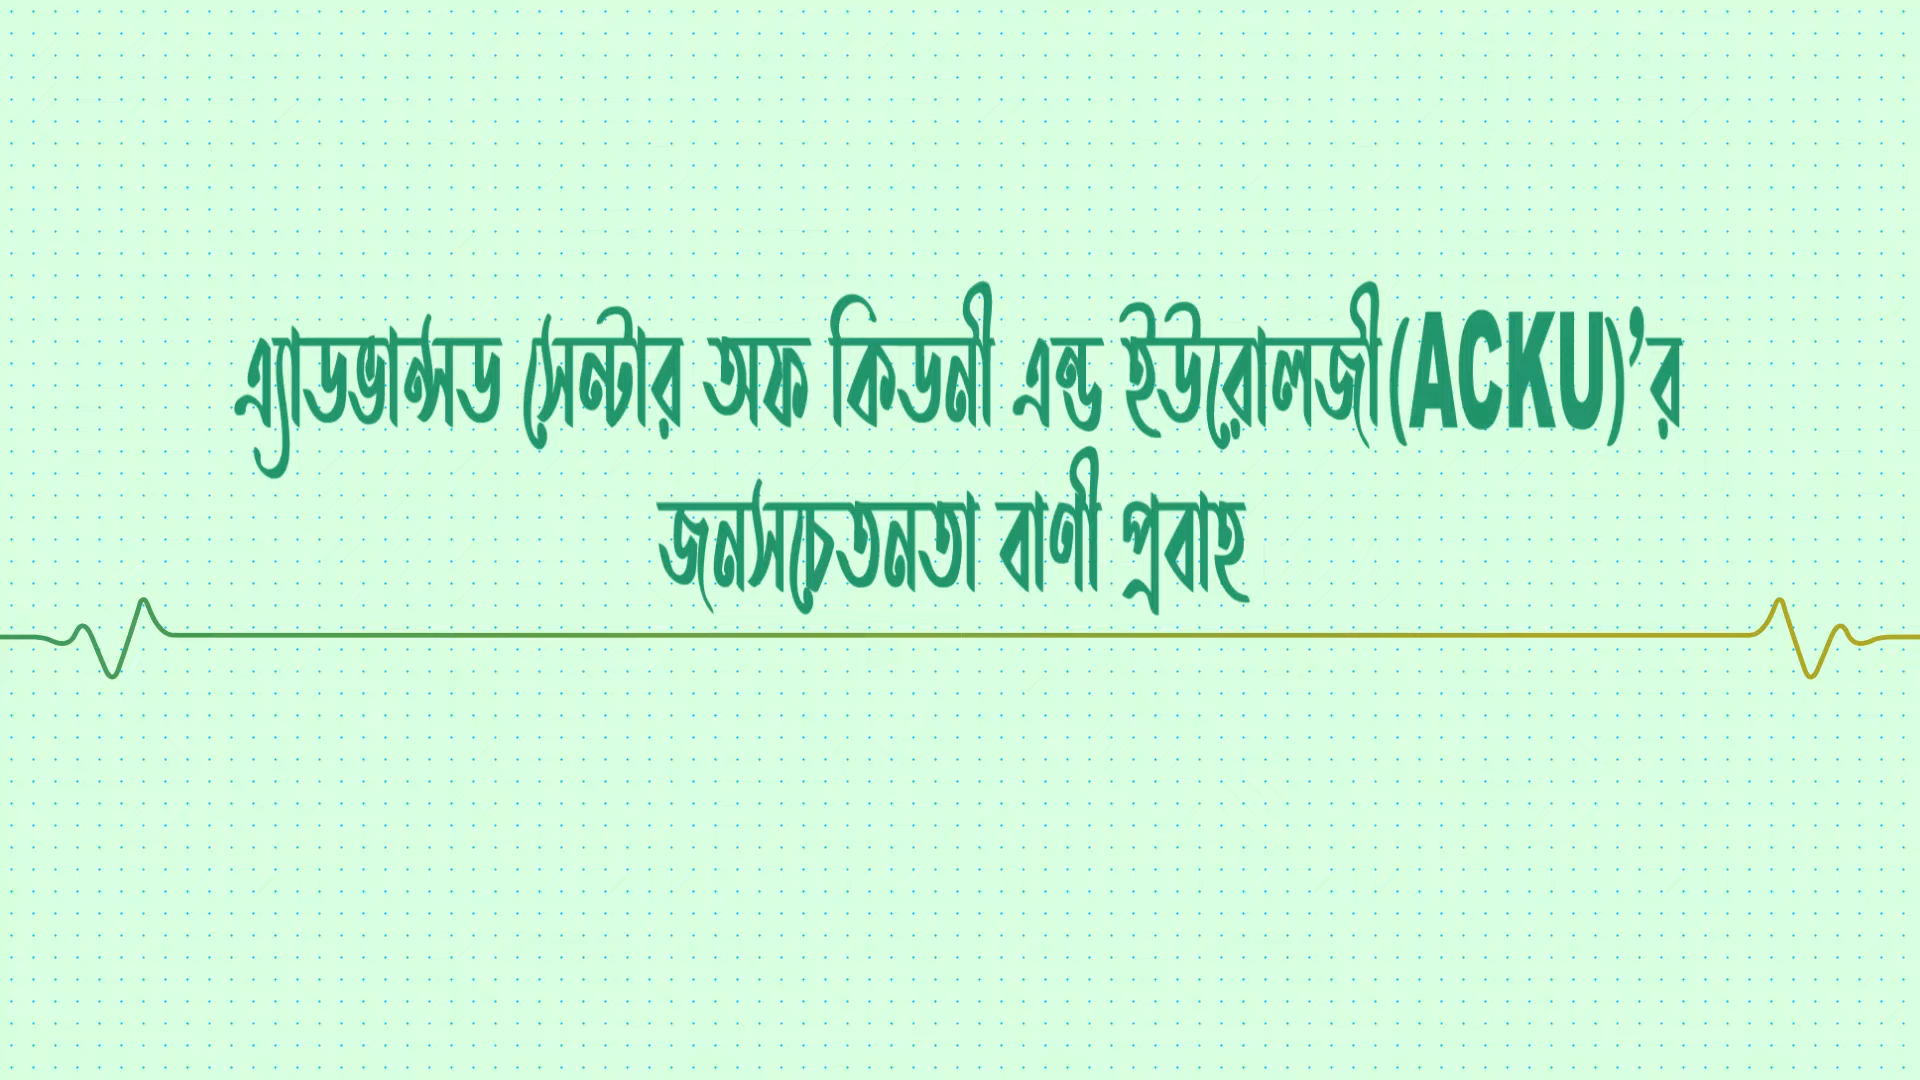 এ্যাডভান্সড সেন্টার অফ কিডনী এন্ড ইউরোলজী(ACKU)’র
জনসচেতনতা বাণী প্রবাহ